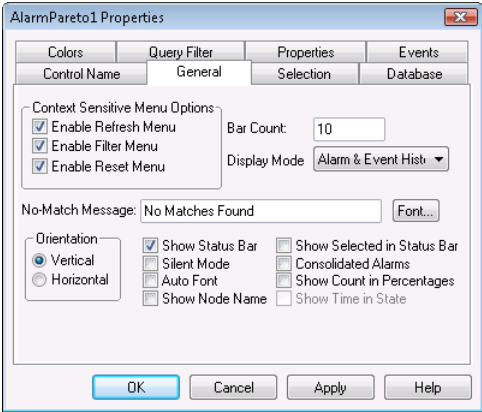 AlarmPareto1 Properties
Colors Query Filter Properties Events
Control Name General Selection Database
Context Sensitive Menu Options
Enable Refresh Menu
Enable Filter Menu
Enable Reset Menu
Bar Count: 10
Display Mode Alarm & Event Hist
No-Match Message: No Matches Found Font...
Orientation
Vertical
Horizontal
Show Status Bar
Silent Mode
Auto Font
Show Node Name
Show Selected in Status Bar
Consolidated Alarms
Show Count in Percentages
Show Time in State
OK Cancel Apply Help